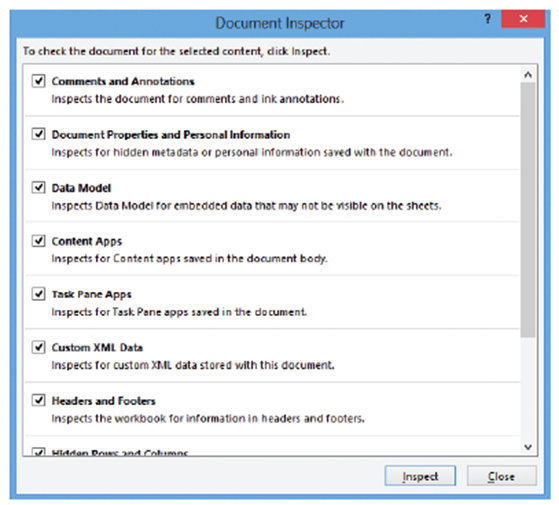 Document Inspector
?
To check the document for the selected content, click Inspect.
Comments and Annotations
Inspects the document for comments and ink annotations.
Document Properties and Personal Information
Inspects for hidden metadata or personal information saved with the document.
Data Model
Inspects Data Model for embedded data that may not be visible on the sheets.
Content Apps
Inspects for Content apps saved in the document body.
Task Pane Apps
Inspects for Task Pane apps saved in the document.
Custom XML Data
Inspects for custom XML data stored with this document.
Headers and Footers
Inspects the workbook for information in headers and footers.
Hidden Rows and Columns
Inspect Close